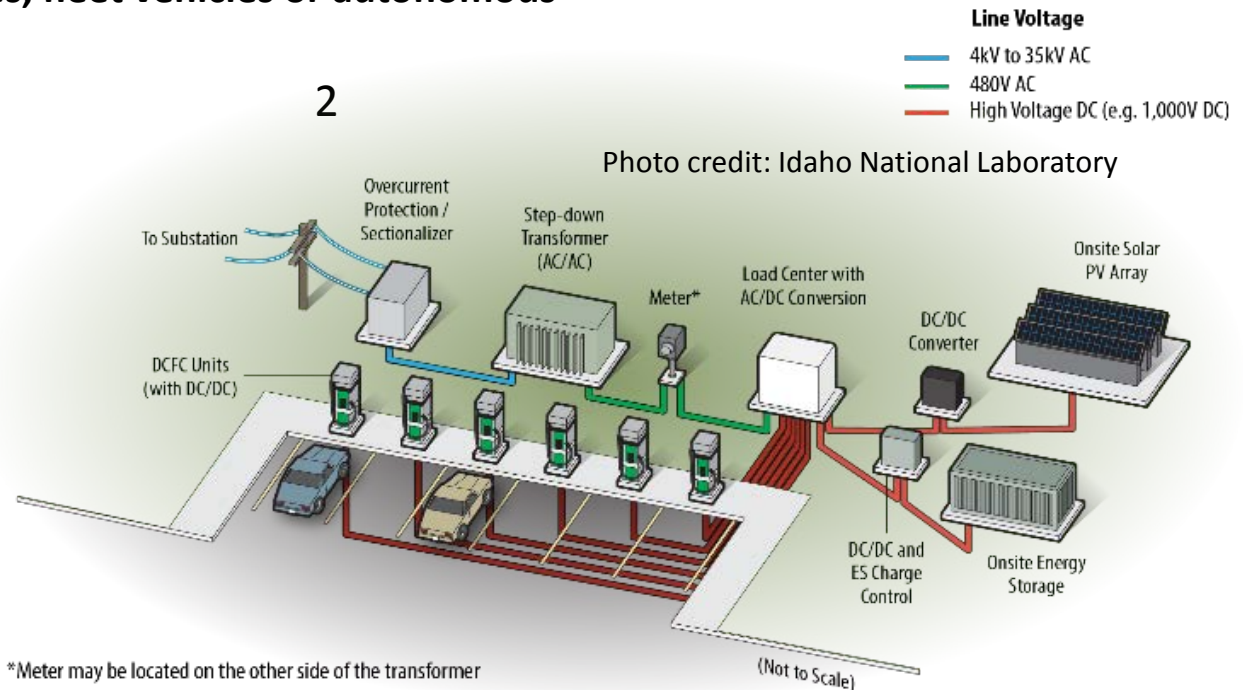 fleet vehicles or autonomous
Line Voltage
4kV to 35kV AC
480V AC
High Voltage DC (e.g. 1,000V DC)
2
Photo credit: Idaho National Laboratory
Overcurrent
Protection /
Sectionalizer
To Substation
Step-down
Transformer
(AC/AC)
Meter*
Load Center with
AC/DC Conversion
DC/DC
Converter
Onsite Solar
PV Array
DCFC Units
(with DC/DC)
DC/DC and
ES Charge
Control
Onsite Energy
Storage
*Meter may be located on the other side of the transformer
(Not to Scale)